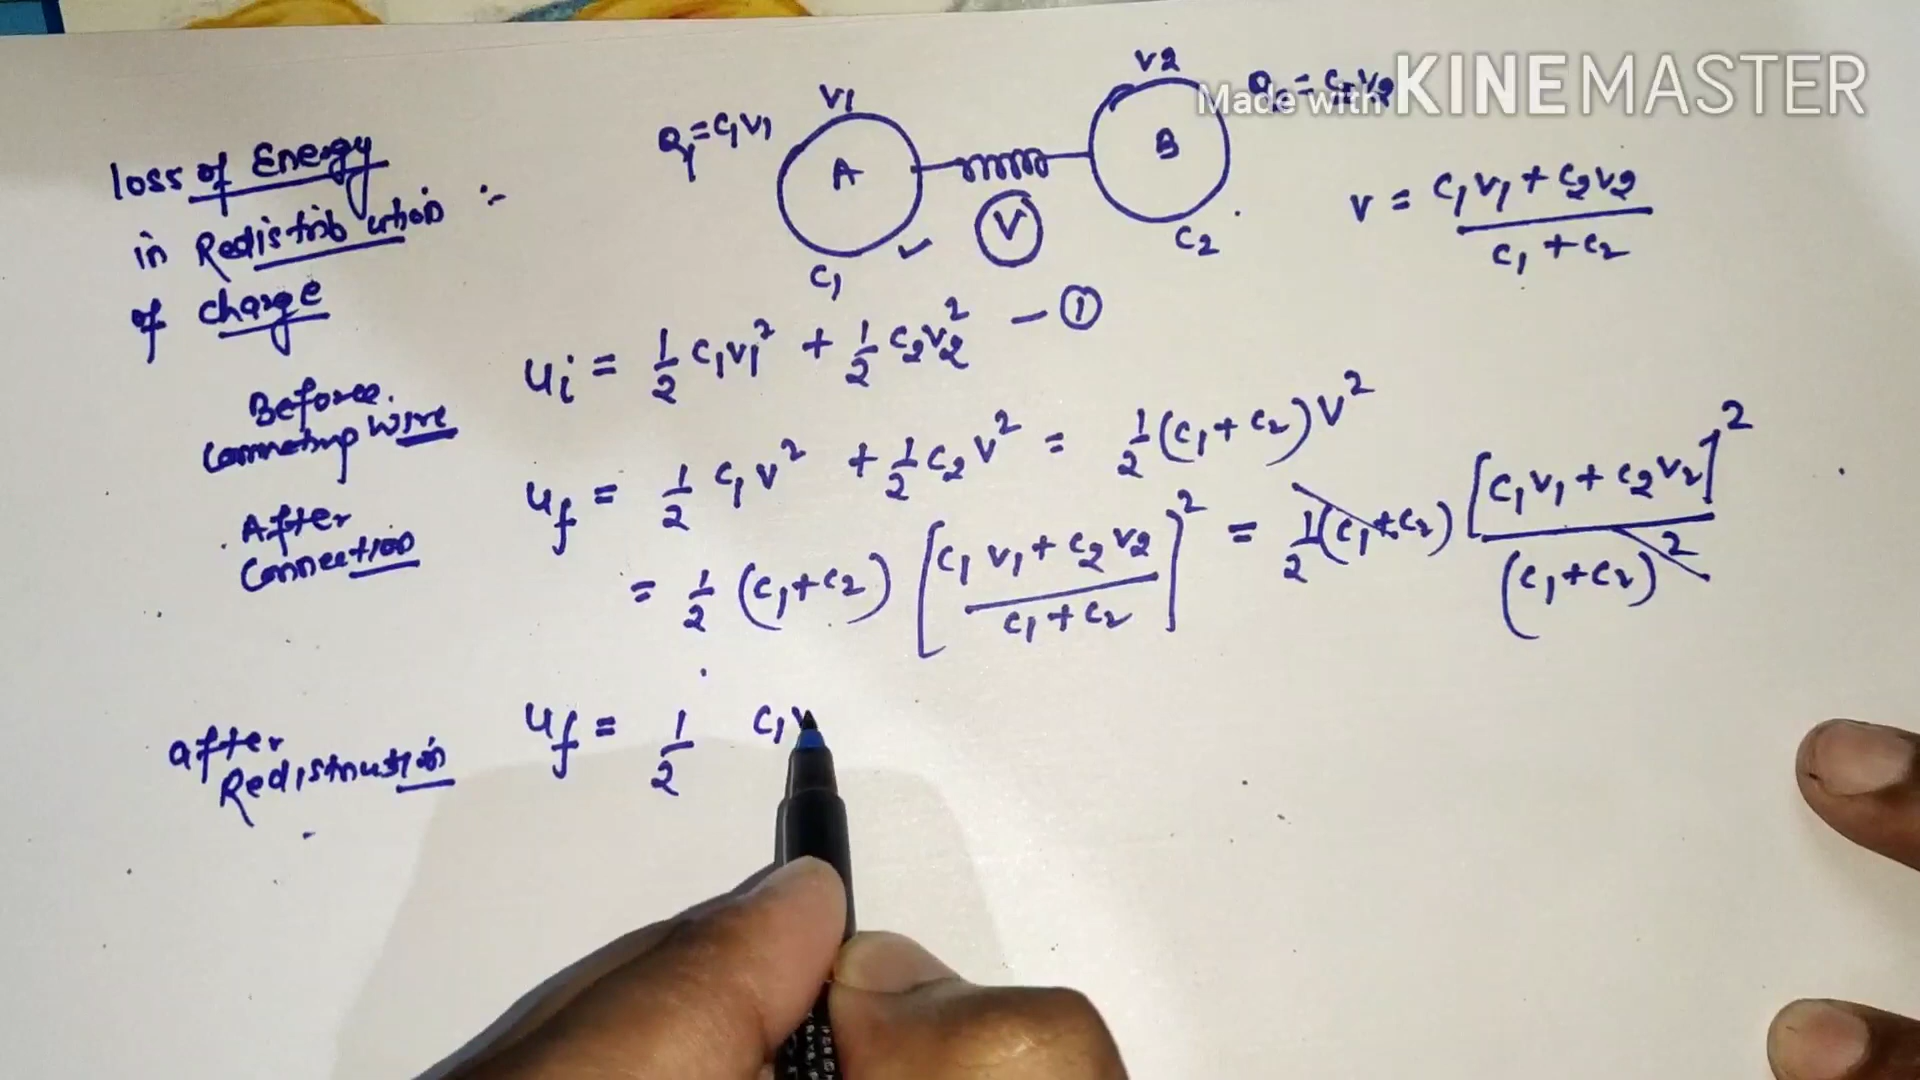 Made with KINEMASTER
loss of Energy
in Redistribution :-
of charge
V1
V2
Q₁ = C₁V₁
A
B
V
C₁
C₂
V = C₁V₁ + C₂V₂ / C₁ + C₂
Before
Connecting Wire
Ui = 1/2 C₁V₁² + 1/2 C₂V₂² — ①
After
Connection
Uf = 1/2 C₁V² + 1/2 C₂V² = 1/2 (C₁ + C₂) V²
= 1/2 (C₁ + C₂) [C₁V₁ + C₂V₂ / C₁ + C₂]² = 1/2 (C₁ + C₂) [C₁V₁ + C₂V₂]² / (C₁ + C₂)²
after
Uf = 1/2 C₁V